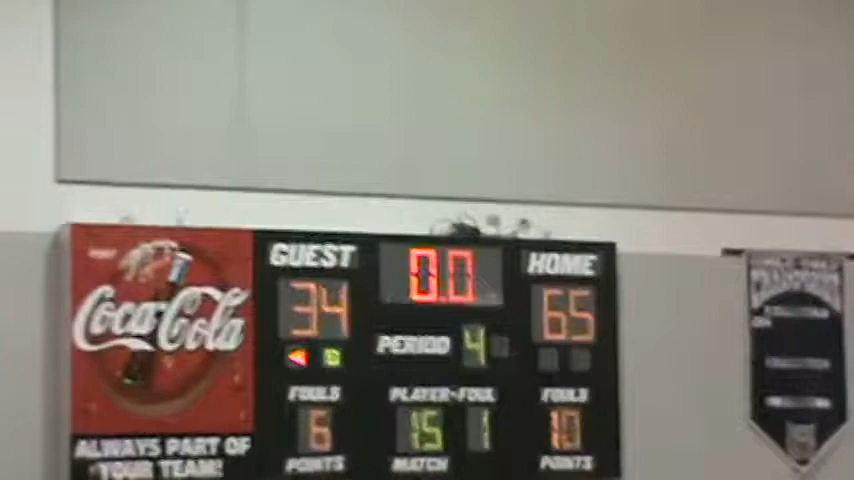 GUEST
0.0
HOME
34
65
PERIOD 4
Coca-Cola
FOULS
PLAYER-FOUL
FOULS
6
15 1
10
POINTS
MATCH
POINTS
ALWAYS PART OF
YOUR TEAM!